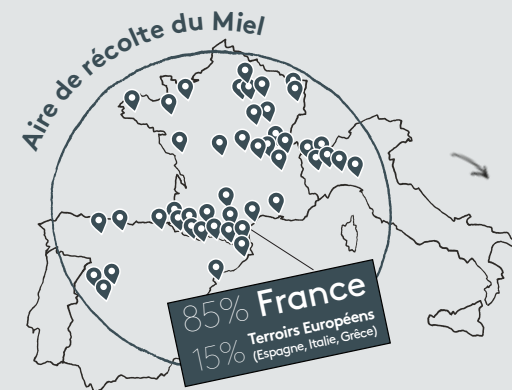 Aire de récolte du Miel
85% France
15% Terroirs Européens
(Espagne, Italie, Grèce)